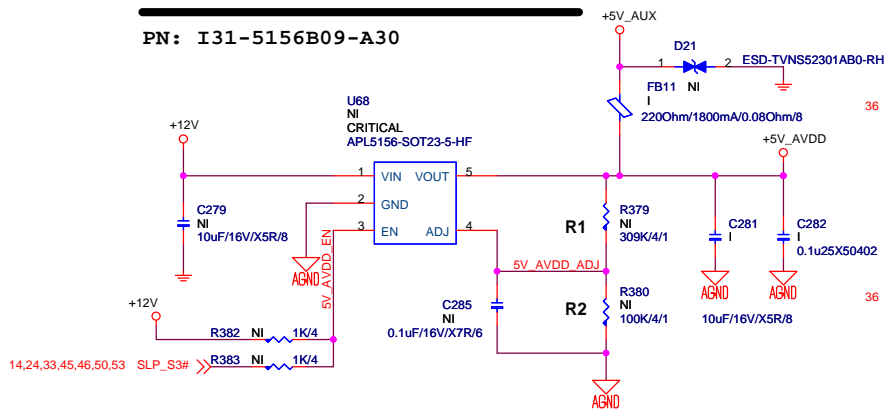 PN: I31-5156B09-A30
+5V_AUX
D21
1
2
ESD-TVNS52301AB0-RH
NI
FB11
I
220Ohm/1800mA/0.08Ohm/8
36
U68
NI
CRITICAL
APL5156-SOT23-5-HF
+12V
+5V_AVDD
1
VIN
VOUT
5
2
GND
3
EN
ADJ
4
C279
NI
10uF/16V/X5R/8
R1
R379
NI
309K/4/1
C281
I
10uF/16V/X5R/8
C282
I
0.1u25X50402
AGND
5V_AVDD_EN
5V_AVDD_ADJ
AGND
AGND
36
+12V
C285
NI
0.1uF/16V/X7R/6
R2
R380
NI
100K/4/1
R382
NI
1K/4
14,24,33,45,46,50,53
SLP_S3#
R383
NI
1K/4
AGND